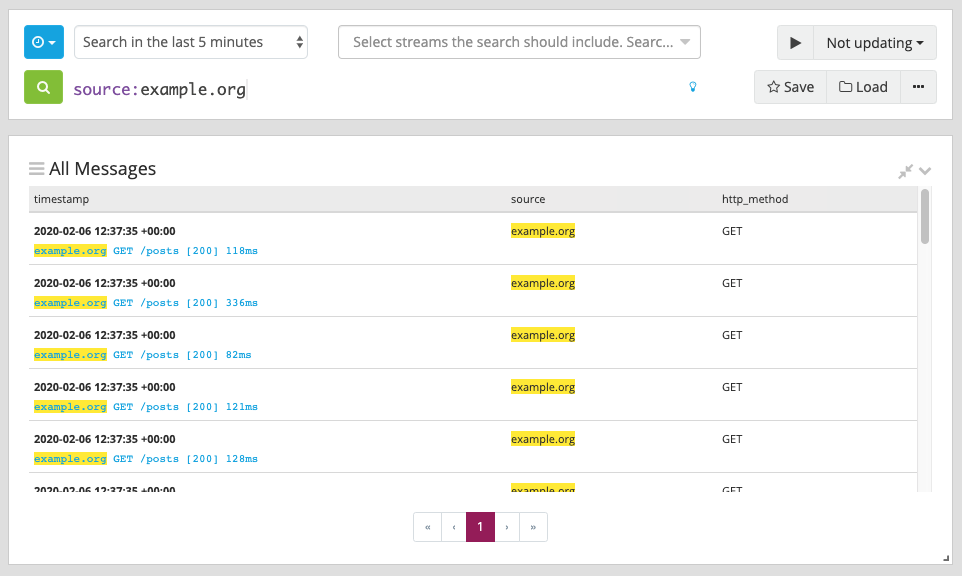 Search in the last 5 minutes
Select streams the search should include. Searc...
Not updating
source:example.org
Save
Load
All Messages
timestamp source http_method
2020-02-06 12:37:35 +00:00 example.org GET
example.org GET /posts [200] 118ms
2020-02-06 12:37:35 +00:00 example.org GET
example.org GET /posts [200] 336ms
2020-02-06 12:37:35 +00:00 example.org GET
example.org GET /posts [200] 82ms
2020-02-06 12:37:35 +00:00 example.org GET
example.org GET /posts [200] 121ms
2020-02-06 12:37:35 +00:00 example.org GET
example.org GET /posts [200] 128ms
2020-02-06 12:37:35 +00:00 example.org GET
« ‹ 1 › »